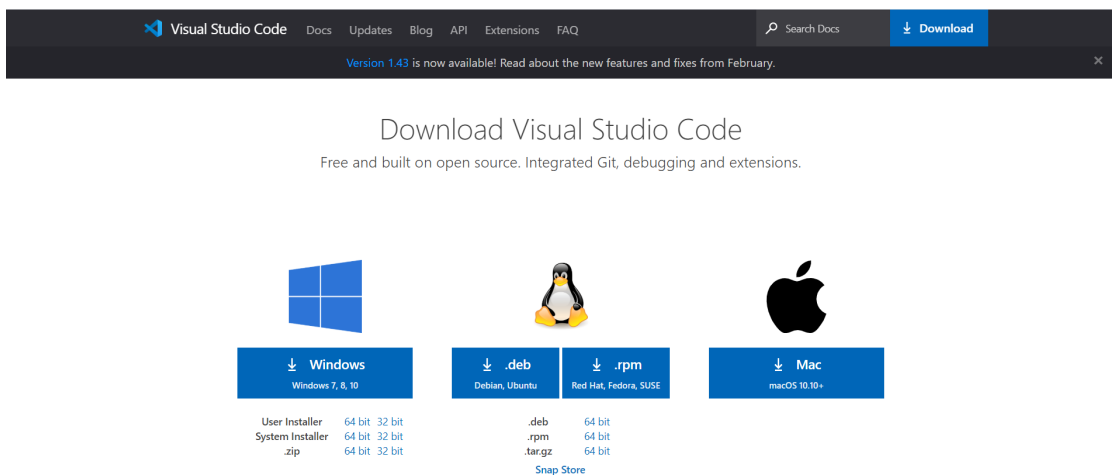 Visual Studio Code Docs Updates Blog API Extensions FAQ Search Docs Download
Version 1.43 is now available! Read about the new features and fixes from February.
Download Visual Studio Code
Free and built on open source. Integrated Git, debugging and extensions.
Windows
Windows 7, 8, 10
.deb
Debian, Ubuntu
.rpm
Red Hat, Fedora, SUSE
Mac
macOS 10.10+
User Installer 64 bit 32 bit
System Installer 64 bit 32 bit
.zip 64 bit 32 bit
.deb 64 bit
.rpm 64 bit
.tar.gz 64 bit
Snap Store